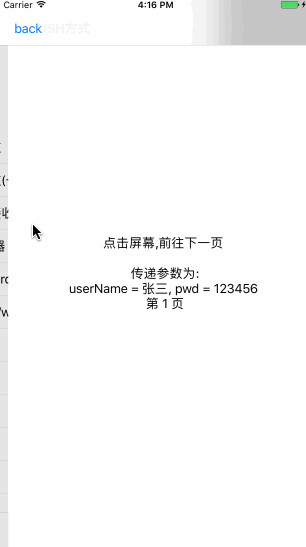 Carrier 4:16 PM
back
SH方式
点击屏幕,前往下一页
传递参数为:
userName = 张三, pwd = 123456
第 1 页